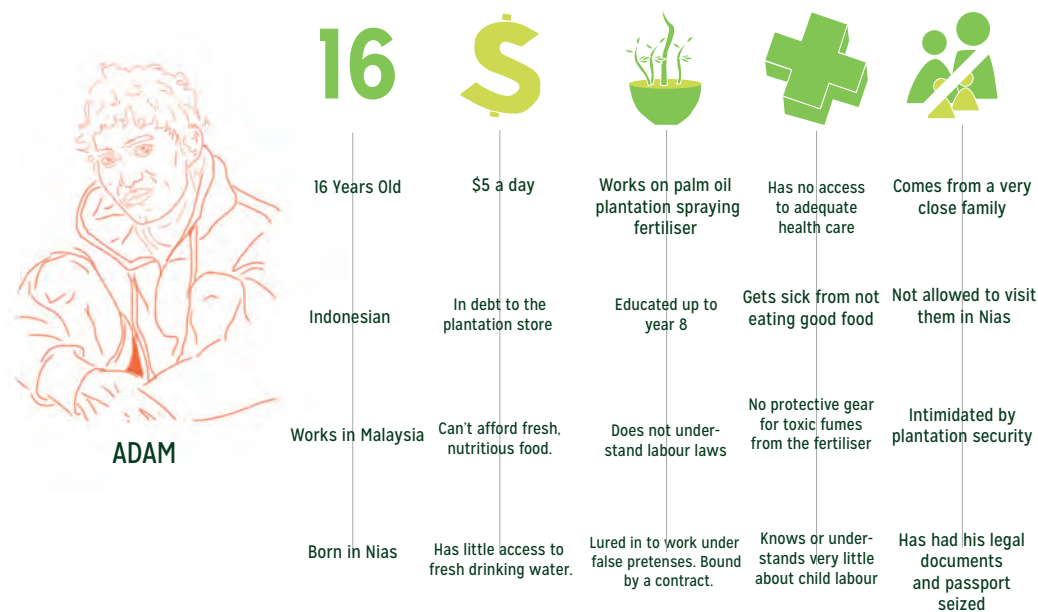 16
$
16 Years Old
Indonesian
Works in Malaysia
Born in Nias
$5 a day
In debt to the
plantation store
Can't afford fresh,
nutritious food.
Has little access to
fresh drinking water.
Works on palm oil
plantation spraying
fertiliser
Educated up to
year 8
Does not under-
stand labour laws
Lured in to work under
false pretenses. Bound
by a contract.
Has no access
to adequate
health care
Gets sick from not
eating good food
No protective gear
for toxic fumes
from the fertiliser
Knows or under-
stands very little
about child labour
Comes from a very
close family
Not allowed to visit
them in Nias
Intimidated by
plantation security
Has had his legal
documents
and passport
seized
ADAM